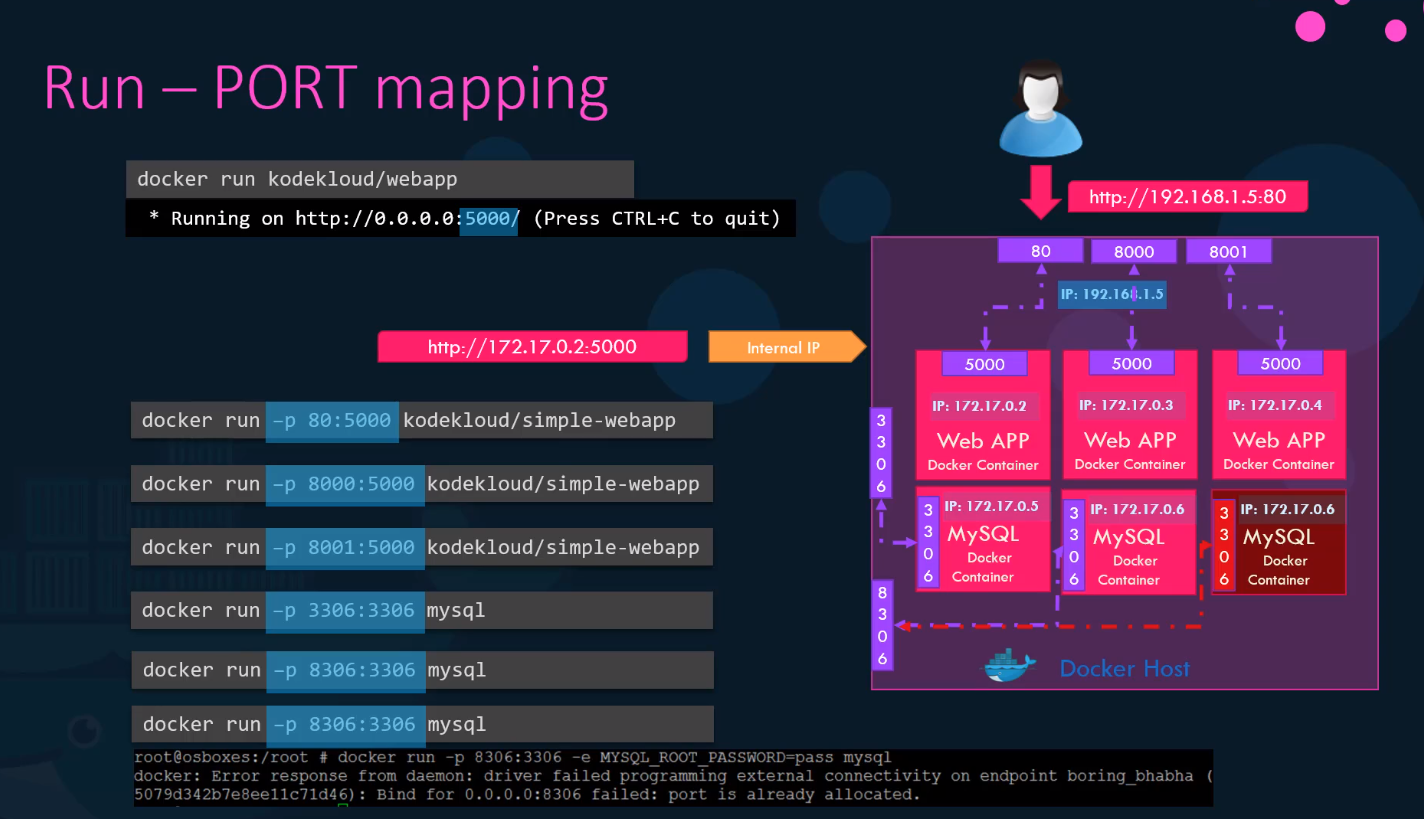 Run – PORT mapping
docker run kodekloud/webapp
* Running on http://0.0.0.0:5000/ (Press CTRL+C to quit)
http://192.168.1.5:80
80
8000
8001
IP: 192.168.1.5
http://172.17.0.2:5000
Internal IP
5000
IP: 172.17.0.2
Web APP
Docker Container
5000
IP: 172.17.0.3
Web APP
Docker Container
5000
IP: 172.17.0.4
Web APP
Docker Container
3306
3306
IP: 172.17.0.5
MySQL
Docker
Container
3306
IP: 172.17.0.6
MySQL
Docker
Container
3306
IP: 172.17.0.6
MySQL
Docker
Container
8306
Docker Host
docker run –p 80:5000 kodekloud/simple-webapp
docker run –p 8000:5000 kodekloud/simple-webapp
docker run –p 8001:5000 kodekloud/simple-webapp
docker run –p 3306:3306 mysql
docker run –p 8306:3306 mysql
docker run –p 8306:3306 mysql
root@osboxes:/root # docker run -p 8306:3306 -e MYSQL_ROOT_PASSWORD=pass mysql
docker: Error response from daemon: driver failed programming external connectivity on endpoint boring_bhabha (
5079d342b7e8ee11c71d46): Bind for 0.0.0.0:8306 failed: port is already allocated.